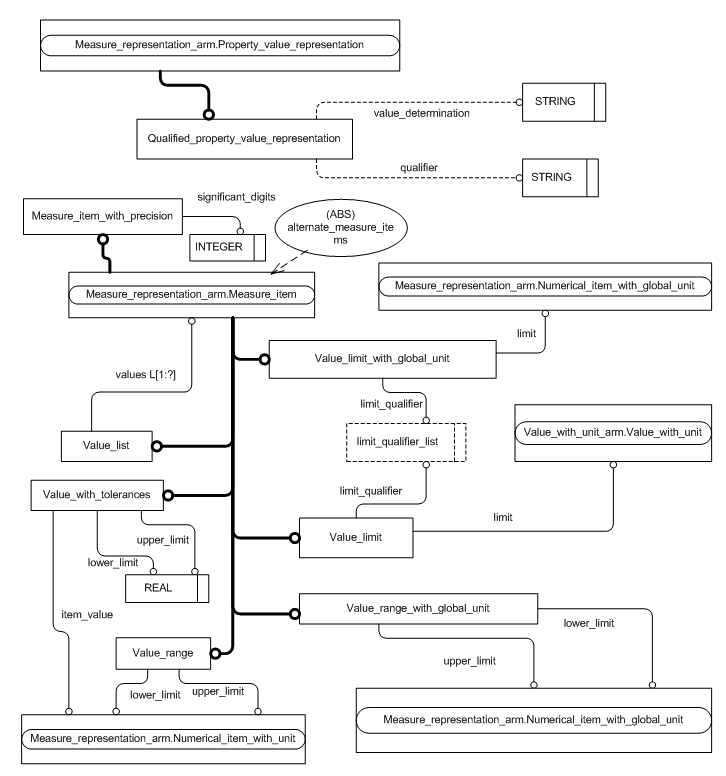 Measure_representation_arm.Property_value_representation
STRING
value_determination
Qualified_property_value_representation
qualifier
STRING
significant_digits
Measure_item_with_precision
(ABS)
alternate_measure_ite
ms
INTEGER
Measure_representation_arm.Measure_item
Measure_representation_arm.Numerical_item_with_global_unit
limit
Value_limit_with_global_unit
values L[1:?]
limit_qualifier
Value_list
limit_qualifier_list
Value_with_unit_arm.Value_with_unit
Value_with_tolerances
limit_qualifier
limit
upper_limit
Value_limit
lower_limit
REAL
item_value
Value_range_with_global_unit
lower_limit
Value_range
upper_limit
lower_limit
upper_limit
Measure_representation_arm.Numerical_item_with_unit
Measure_representation_arm.Numerical_item_with_global_unit